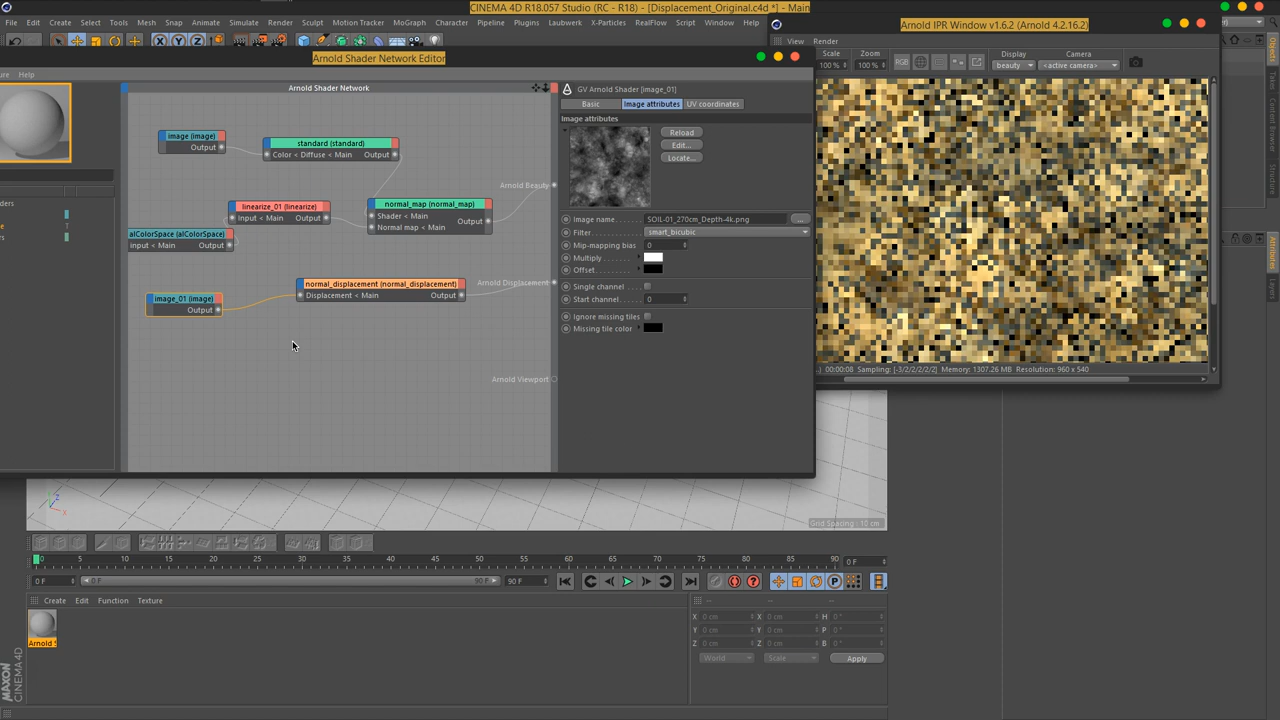 CINEMA 4D R18.057 Studio (RC - R18) - [Displacement_Original.c4d *] - Main
File Edit Create Select Tools Mesh Snap Animate Simulate Render Sculpt Motion Tracker MoGraph Character Pipeline Plugins Laubwerk X-Particles RealFlow Script Window Help
Arnold IPR Window v1.6.2 (Arnold 4.2.16.2)
View Render
Scale Zoom Display Camera
100 % 100 % RGB beauty <active camera>
Arnold Shader Network Editor
ure Help
Arnold Shader Network
image (image)
Output
standard (standard)
Color < Diffuse < Main Output
linearize_01 (linearize)
Input < Main Output
normal_map (normal_map)
Shader < Main
Output
Normal map < Main
alColorSpace (alColorSpace)
input < Main Output
normal_displacement (normal_displacement)
Displacement < Main Output
image_01 (image)
Output
Arnold Beauty
Arnold Displacement
Arnold Viewport
ders
e
s
GV Arnold Shader [image_01]
Basic Image attributes UV coordinates
Image attributes
Reload
Edit...
Locate...
Image name SOIL-01_270cm_Depth-4k.png ...
Filter smart_bicubic
Mip-mapping bias 0
Multiply
Offset
Single channel
Start channel 0
Ignore missing tiles
Missing tile color
.) 00:00:08 Sampling: [-3/2/2/2/2/2] Memory: 1307.26 MB Resolution: 960 x 540
Objects
Takes
Content Browser
Attributes
Layers
Z
X
Grid Spacing : 10 cm
0 5 10 15 20 25 30 35 40 45 50 55 60 65 70 75 80 85 90 0 F
0 F 0 F 90 F 90 F
Create Edit Function Texture
Arnold S
-- -- --
X 0 cm X 0 cm H 0 °
Y 0 cm Y 0 cm P 0 °
Z 0 cm Z 0 cm B 0 °
World Scale Apply
MAXON
CINEMA 4D